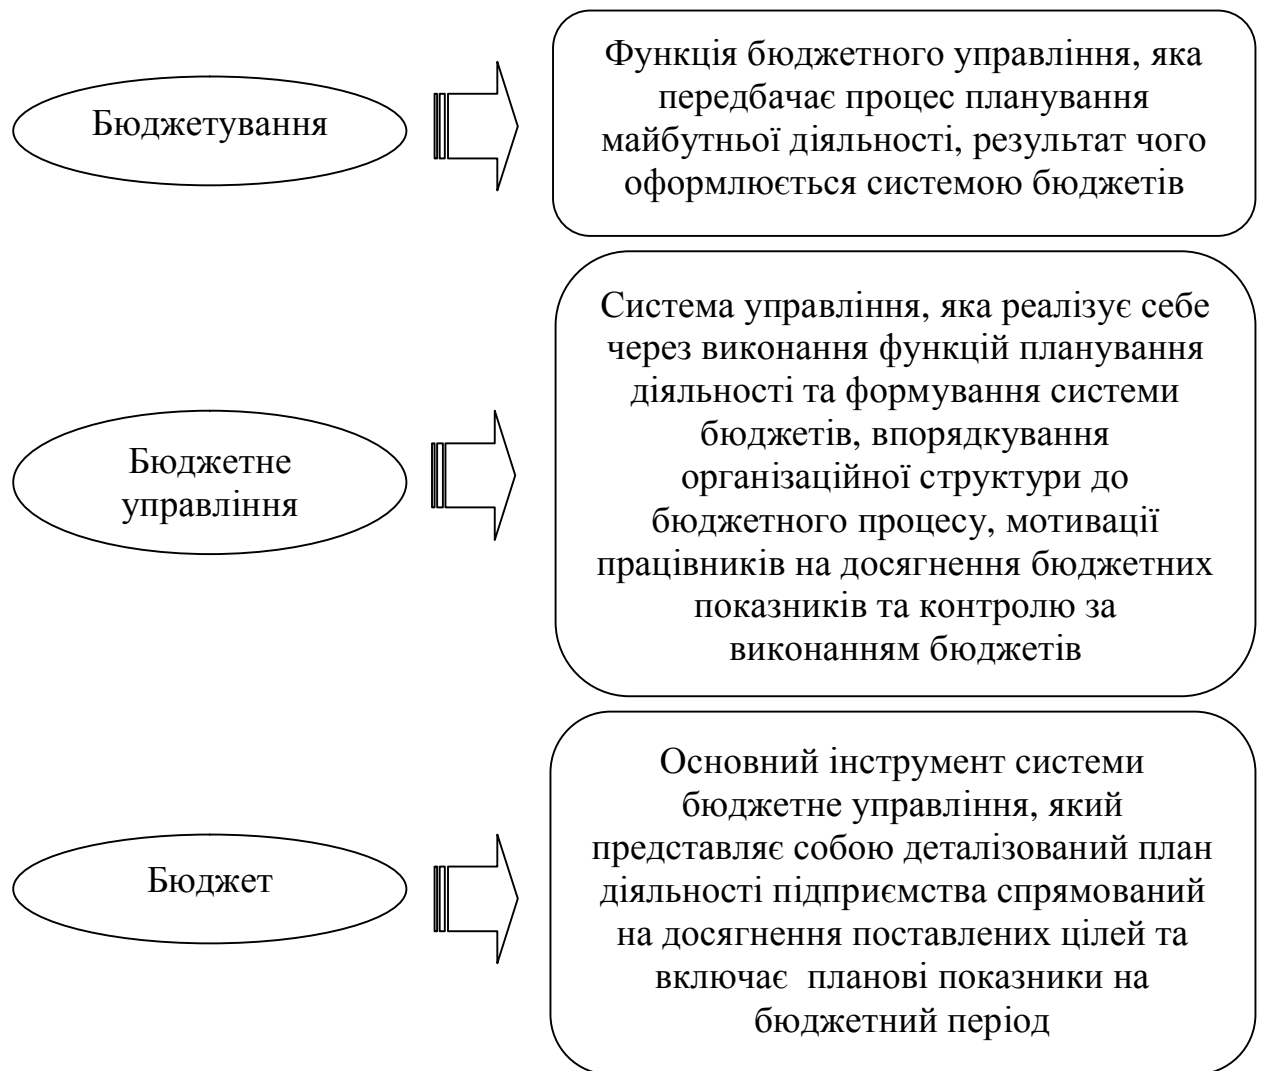 Бюджетування
Функція бюджетного управління, яка
передбачає процес планування
майбутньої діяльності, результат чого
оформлюється системою бюджетів
Бюджетне
управління
Система управління, яка реалізує себе
через виконання функцій планування
діяльності та формування системи
бюджетів, впорядкування
організаційної структури до
бюджетного процесу, мотивації
працівників на досягнення бюджетних
показників та контролю за
виконанням бюджетів
Бюджет
Основний інструмент системи
бюджетне управління, який
представляє собою деталізований план
діяльності підприємства спрямований
на досягнення поставлених цілей та
включає планові показники на
бюджетний період